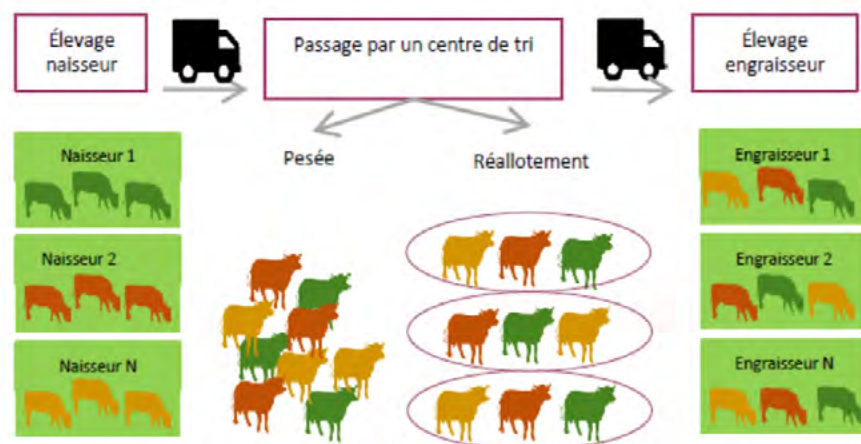 Élevage
naisseur
Passage par un centre de tri
Élevage
engraisseur
Pesée
Réallotement
Naisseur 1
Naisseur 2
Naisseur N
Engraisseur 1
Engraisseur 2
Engraisseur N